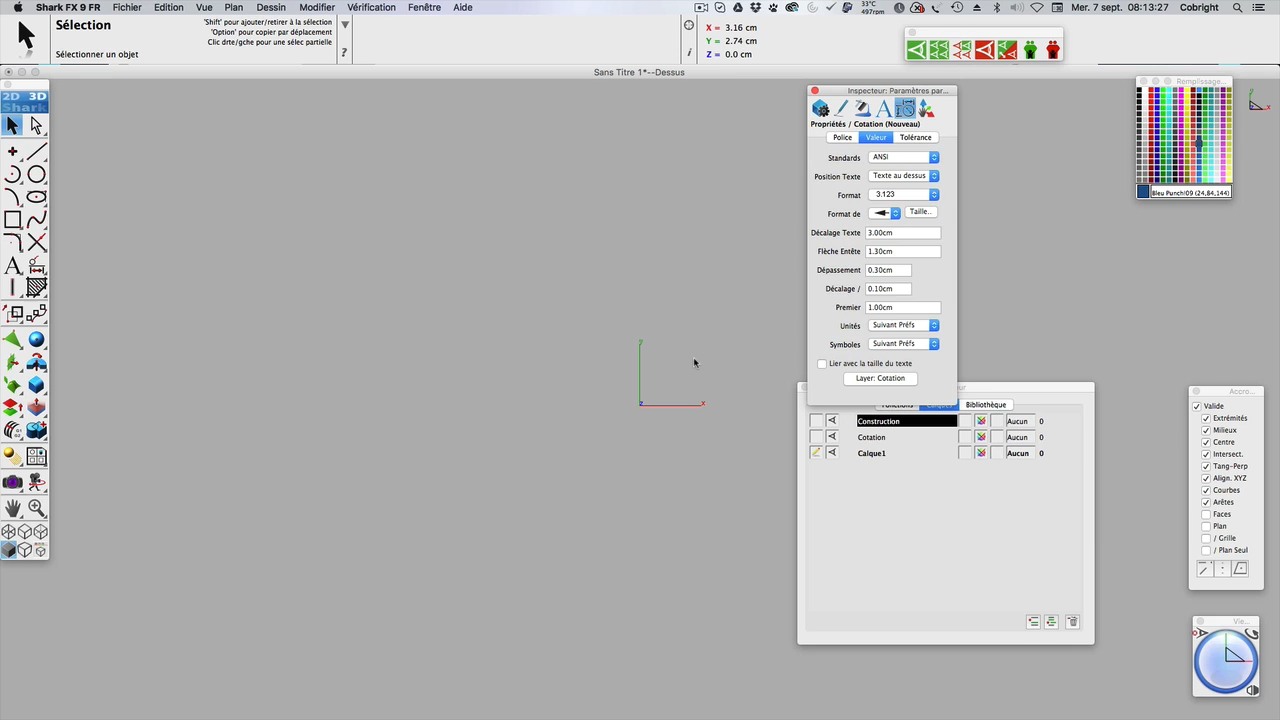 Shark FX 9 FR Fichier Edition Vue Plan Dessin Modifier Vérification Fenêtre Aide 33°C 497rpm Mer. 7 sept. 08:13:27 Cobright
Sélection
'Shift' pour ajouter/retirer à la sélection
'Option' pour copier par déplacement
Clic drte/gche pour une sélec partielle
Sélectionner un objet
?
i
X = 3.16 cm
Y = 2.74 cm
Z = 0.0 cm
Sans Titre 1*--Dessus
2D 3D
Shark
Inspecteur: Paramètres par...
Propriétés / Cotation (Nouveau)
Police Valeur Tolérance
Standards ANSI
Position Texte Texte au dessus
Format 3.123
Format de Taille..
Décalage Texte 3.00cm
Flèche Entête 1.30cm
Dépassement 0.30cm
Décalage / 0.10cm
Premier 1.00cm
Unités Suivant Préfs
Symboles Suivant Préfs
Lier avec la taille du texte
Layer: Cotation
Bibliothèque
Construction Aucun 0
Cotation Aucun 0
Calque1 Aucun 0
Remplissage...
Bleu Punch!09 (24,84,144)
Accro...
Valide
Extrémités
Milieux
Centre
Intersect.
Tang-Perp
Align. XYZ
Courbes
Arêtes
Faces
Plan
/ Grille
/ Plan Seul
Vie...
y
z
x